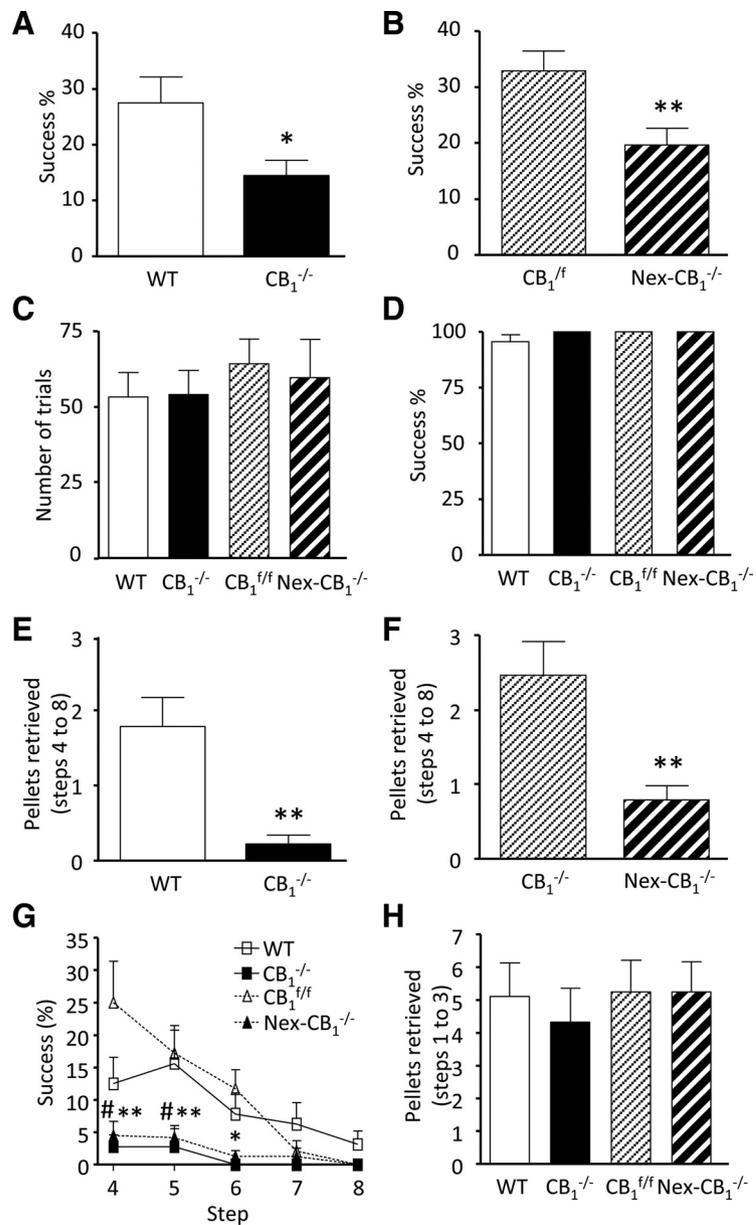 A
Success %
40
30
20
10
0
*
WT
CB₁⁻/⁻
B
Success %
40
30
20
10
0
**
CB₁/f
Nex-CB₁⁻/⁻
C
Number of trials
75
50
25
0
WT
CB₁⁻/⁻
CB₁f/f
Nex-CB₁⁻/⁻
D
Success %
100
75
50
25
0
WT
CB₁⁻/⁻
CB₁f/f
Nex-CB₁⁻/⁻
E
Pellets retrieved
(steps 4 to 8)
3
2
1
0
**
WT
CB₁⁻/⁻
F
Pellets retrieved
(steps 4 to 8)
3
2
1
0
**
CB₁⁻/⁻
Nex-CB₁⁻/⁻
G
Success (%)
35
30
25
20
15
10
5
0
WT
CB₁⁻/⁻
CB₁f/f
Nex-CB₁⁻/⁻
#**
#**
*
4
5
6
7
8
Step
H
Pellets retrieved
(steps 1 to 3)
7
6
5
4
3
2
1
0
WT
CB₁⁻/⁻
CB₁f/f
Nex-CB₁⁻/⁻